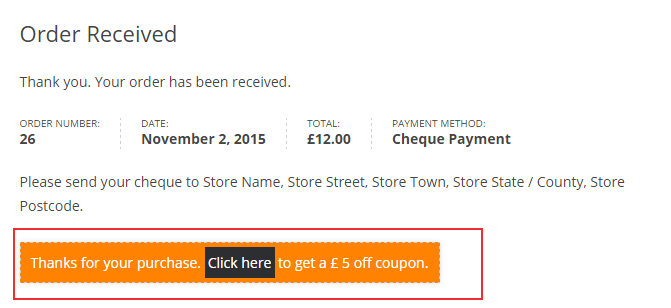 Order Received
Thank you. Your order has been received.
ORDER NUMBER: DATE: TOTAL: PAYMENT METHOD:
26 November 2, 2015 £12.00 Cheque Payment
Please send your cheque to Store Name, Store Street, Store Town, Store State / County, Store
Postcode.
Thanks for your purchase. Click here to get a £ 5 off coupon.